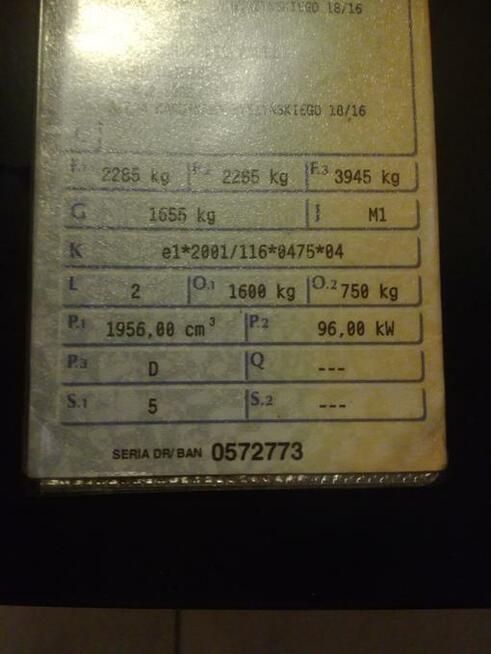 18/16
18/16
F.1 2285 kg F.2 2285 kg F.3 3945 kg
G 1655 kg J M1
K e1*2001/116*0475*04
L 2 O.1 1600 kg O.2 750 kg
P.1 1956,00 cm³ P.2 96,00 kW
P.3 D Q ---
S.1 5 S.2 ---
SERIA DR/BAN 0572773